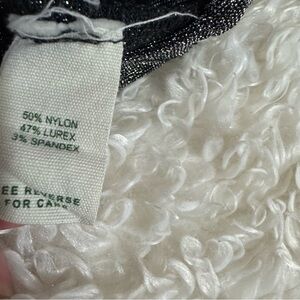 50% NYLON
47% LUREX
3% SPANDEX
EE REVERSE
FOR CARE